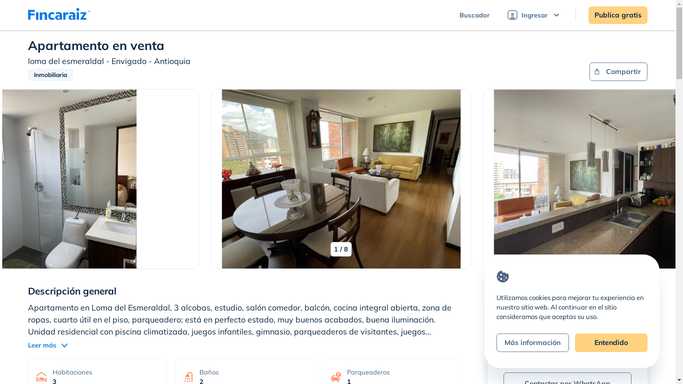 Fincaraiz
Buscador
Ingresar
Publica gratis
Apartamento en venta
loma del esmeraldal - Envigado - Antioquia
Inmobiliaria
Compartir
1 / 8
Descripción general
Apartamento en Loma del Esmeraldal, 3 alcobas, estudio, salón comedor, balcón, cocina integral abierta, zona de
ropas, cuarto útil en el piso, parqueadero; está en perfecto estado, muy buenos acabados, buena iluminación.
Unidad residencial con piscina climatizada, juegos infantiles, gimnasio, parqueaderos de visitantes, juegos...
Leer más
Habitaciones
3
Baños
2
Parqueaderos
1
Utilizamos cookies para mejorar tu experiencia en
nuestro sitio web. Al continuar en el sitio
consideramos que aceptas su uso.
Más información
Entendido
Contactar por WhatsApp